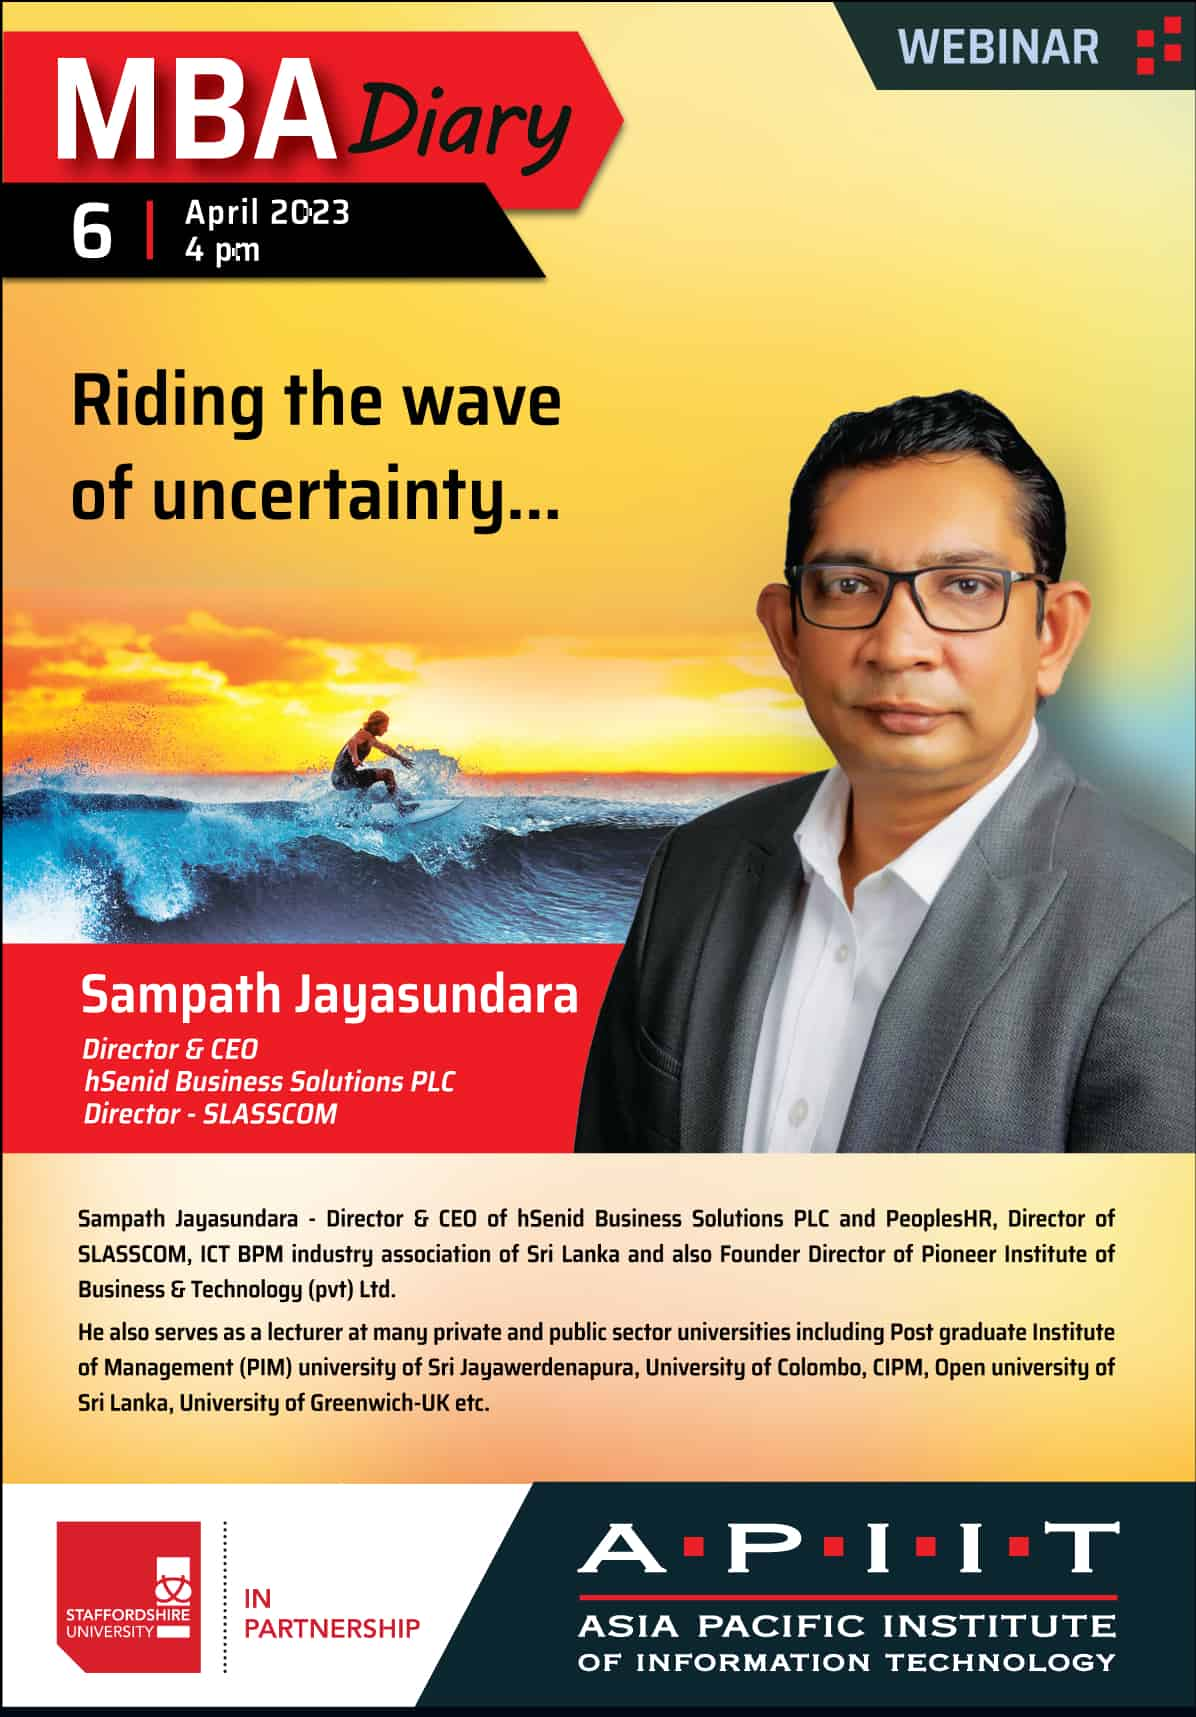 WEBINAR
MBA Diary
6 | April 2023
4 pm
Riding the wave
of uncertainty...
Sampath Jayasundara
Director & CEO
hSenid Business Solutions PLC
Director - SLASSCOM
Sampath Jayasundara - Director & CEO of hSenid Business Solutions PLC and PeoplesHR, Director of
SLASSCOM, ICT BPM industry association of Sri Lanka and also Founder Director of Pioneer Institute of
Business & Technology (pvt) Ltd.
He also serves as a lecturer at many private and public sector universities including Post graduate Institute
of Management (PIM) university of Sri Jayawerdenapura, University of Colombo, CIPM, Open university of
Sri Lanka, University of Greenwich-UK etc.
STAFFORDSHIRE
UNIVERSITY
IN
PARTNERSHIP
A·P·I·I·T
ASIA PACIFIC INSTITUTE
OF INFORMATION TECHNOLOGY